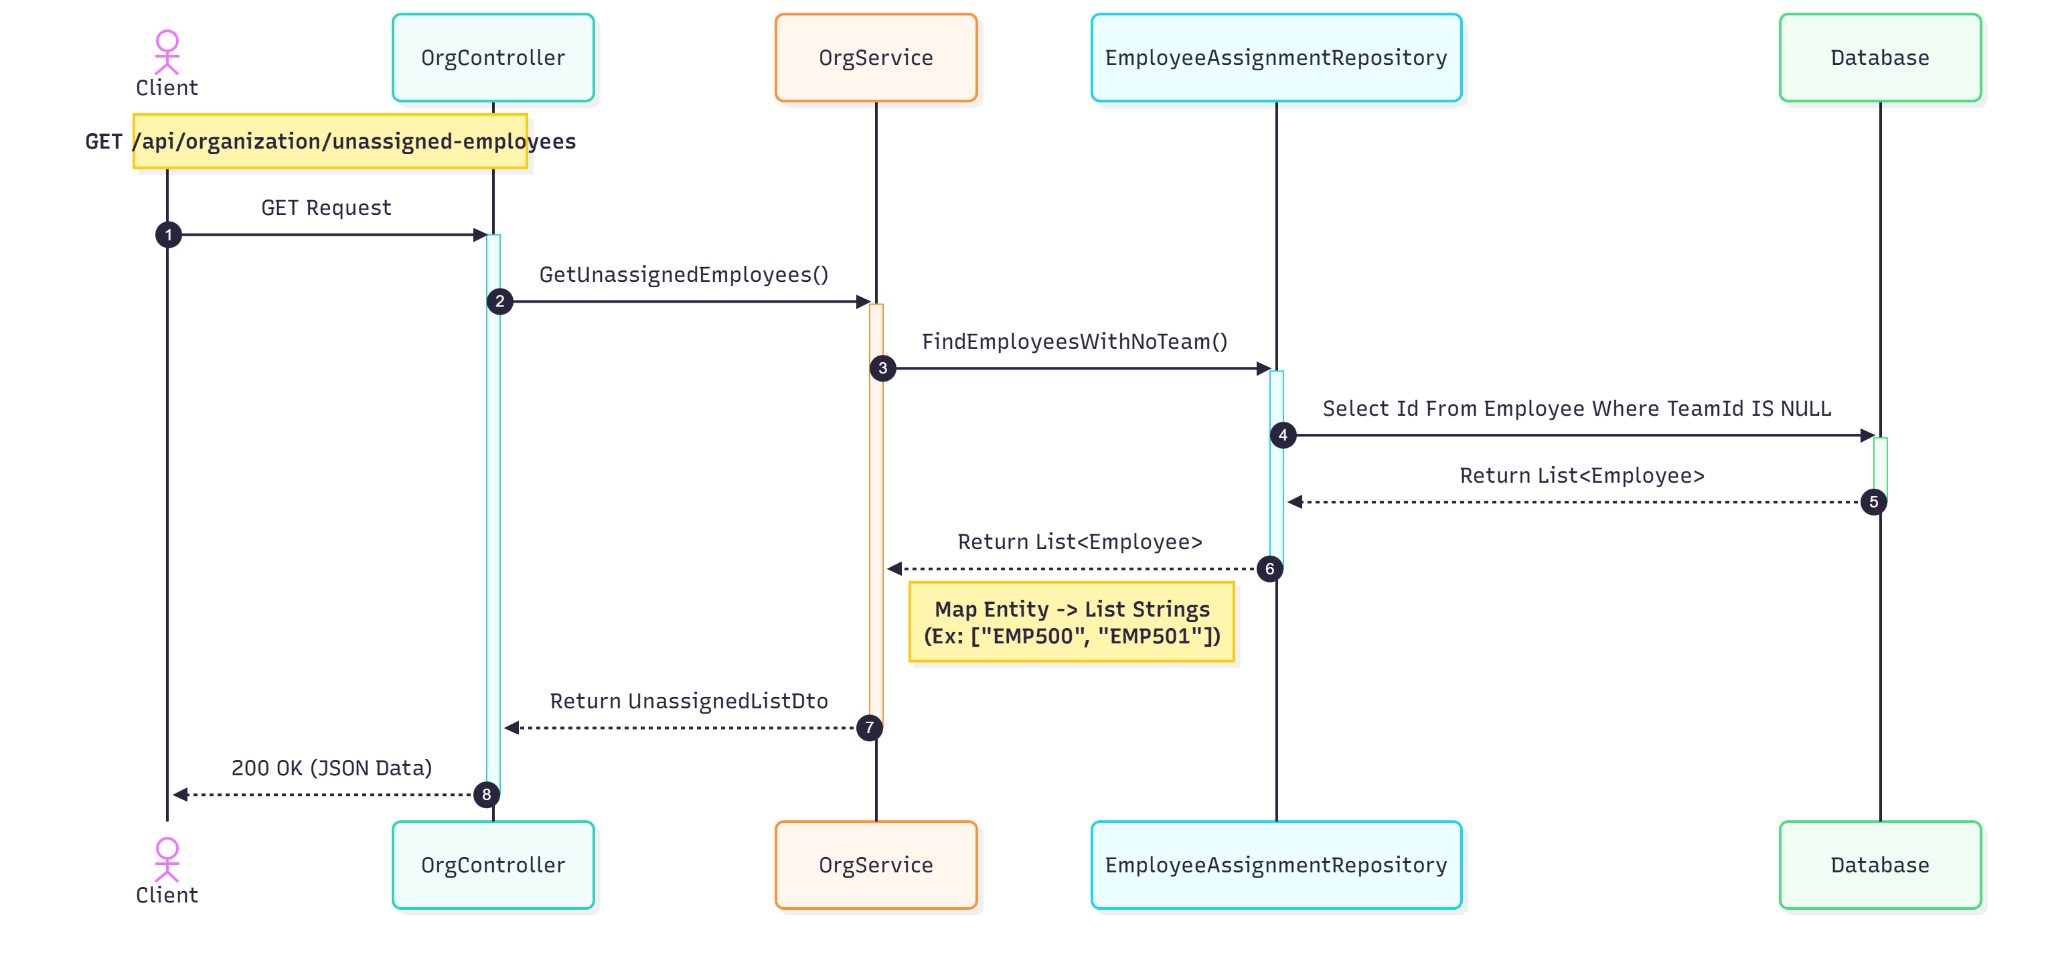 Client
OrgController
OrgService
EmployeeAssignmentRepository
Database
GET /api/organization/unassigned-employees
GET Request
1
GetUnassignedEmployees()
2
FindEmployeesWithNoTeam()
3
Select Id From Employee Where TeamId IS NULL
4
Return List<Employee>
5
Return List<Employee>
6
Map Entity -> List Strings
(Ex: ["EMP500", "EMP501"])
Return UnassignedListDto
7
200 OK (JSON Data)
8
Client
OrgController
OrgService
EmployeeAssignmentRepository
Database